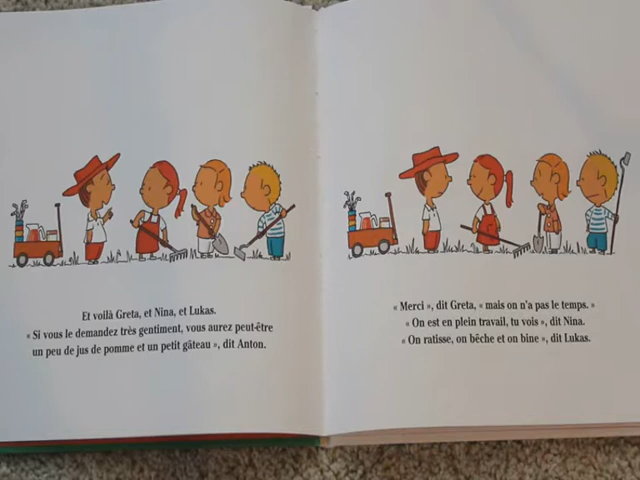 Et voilà Greta, et Nina, et Lukas.
« Si vous le demandez très gentiment, vous aurez peut-être
un peu de jus de pomme et un petit gâteau », dit Anton.
« Merci », dit Greta, « mais on n'a pas le temps. »
« On est en plein travail, tu vois », dit Nina.
« On ratisse, on bêche et on bine », dit Lukas.